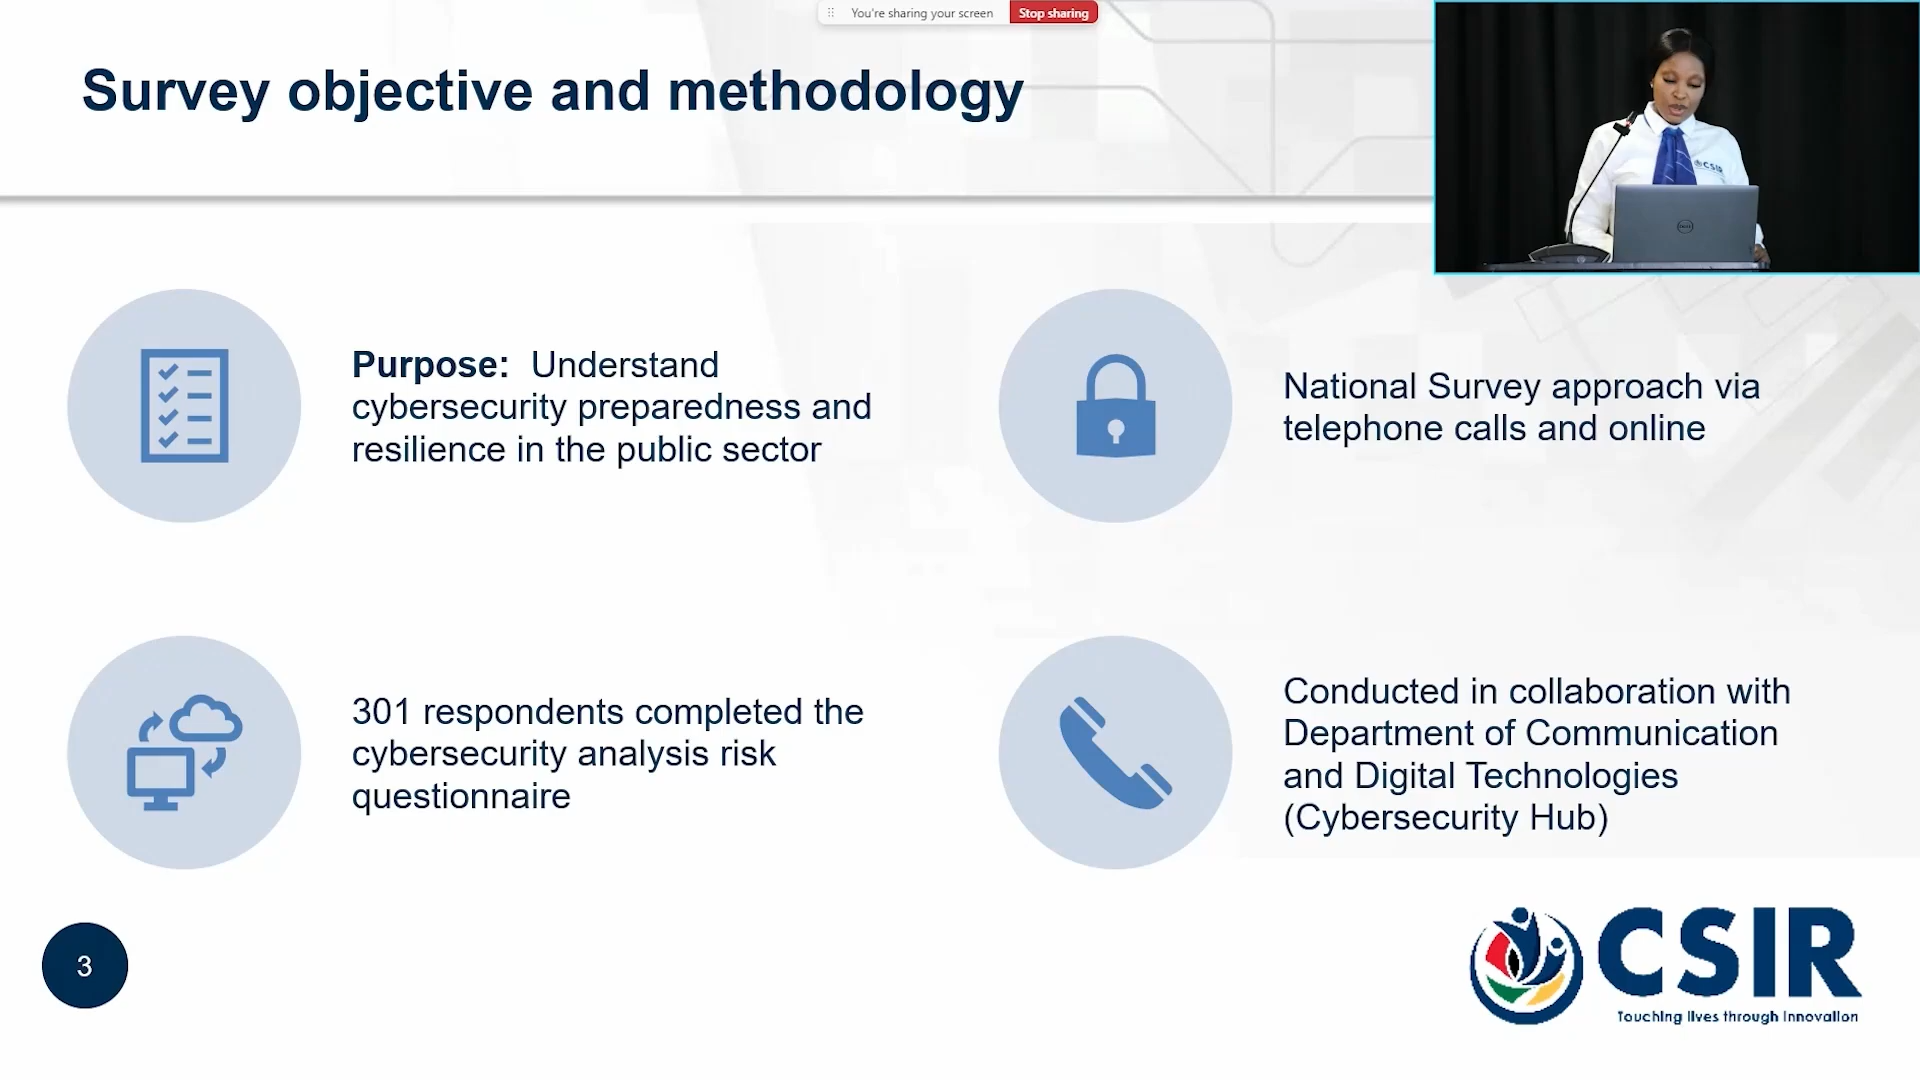 You're sharing your screen
Stop sharing
Survey objective and methodology
CSIR
Purpose: Understand
cybersecurity preparedness and
resilience in the public sector
National Survey approach via
telephone calls and online
301 respondents completed the
cybersecurity analysis risk
questionnaire
Conducted in collaboration with
Department of Communication
and Digital Technologies
(Cybersecurity Hub)
3
CSIR
Touching lives through innovation